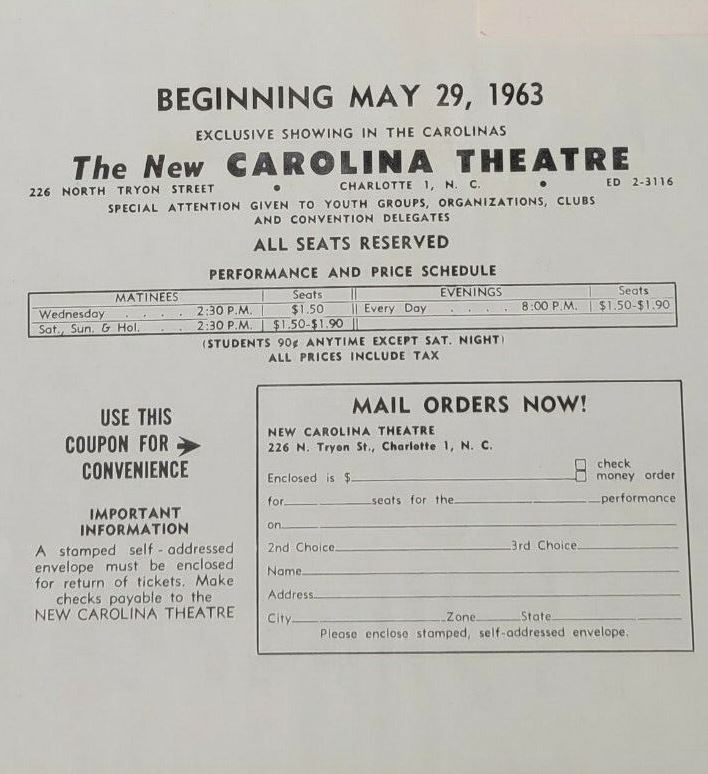 BEGINNING MAY 29, 1963
EXCLUSIVE SHOWING IN THE CAROLINAS
The New CAROLINA THEATRE
226 NORTH TRYON STREET • CHARLOTTE 1, N. C. • ED 2-3116
SPECIAL ATTENTION GIVEN TO YOUTH GROUPS, ORGANIZATIONS, CLUBS
AND CONVENTION DELEGATES
ALL SEATS RESERVED
PERFORMANCE AND PRICE SCHEDULE
MATINEES Seats EVENINGS Seats
Wednesday . . . . 2:30 P.M. $1.50 Every Day . . . . 8:00 P.M. $1.50-$1.90
Sat., Sun. & Hol. . . 2:30 P.M. $1.50-$1.90
(STUDENTS 90¢ ANYTIME EXCEPT SAT. NIGHT)
ALL PRICES INCLUDE TAX
USE THIS
COUPON FOR
CONVENIENCE
IMPORTANT
INFORMATION
A stamped self-addressed
envelope must be enclosed
for return of tickets. Make
checks payable to the
NEW CAROLINA THEATRE
MAIL ORDERS NOW!
NEW CAROLINA THEATRE
226 N. Tryon St., Charlotte 1, N. C.
check
Enclosed is $ money order
for seats for the performance
on
2nd Choice 3rd Choice
Name
Address
City Zone State
Please enclose stamped, self-addressed envelope.